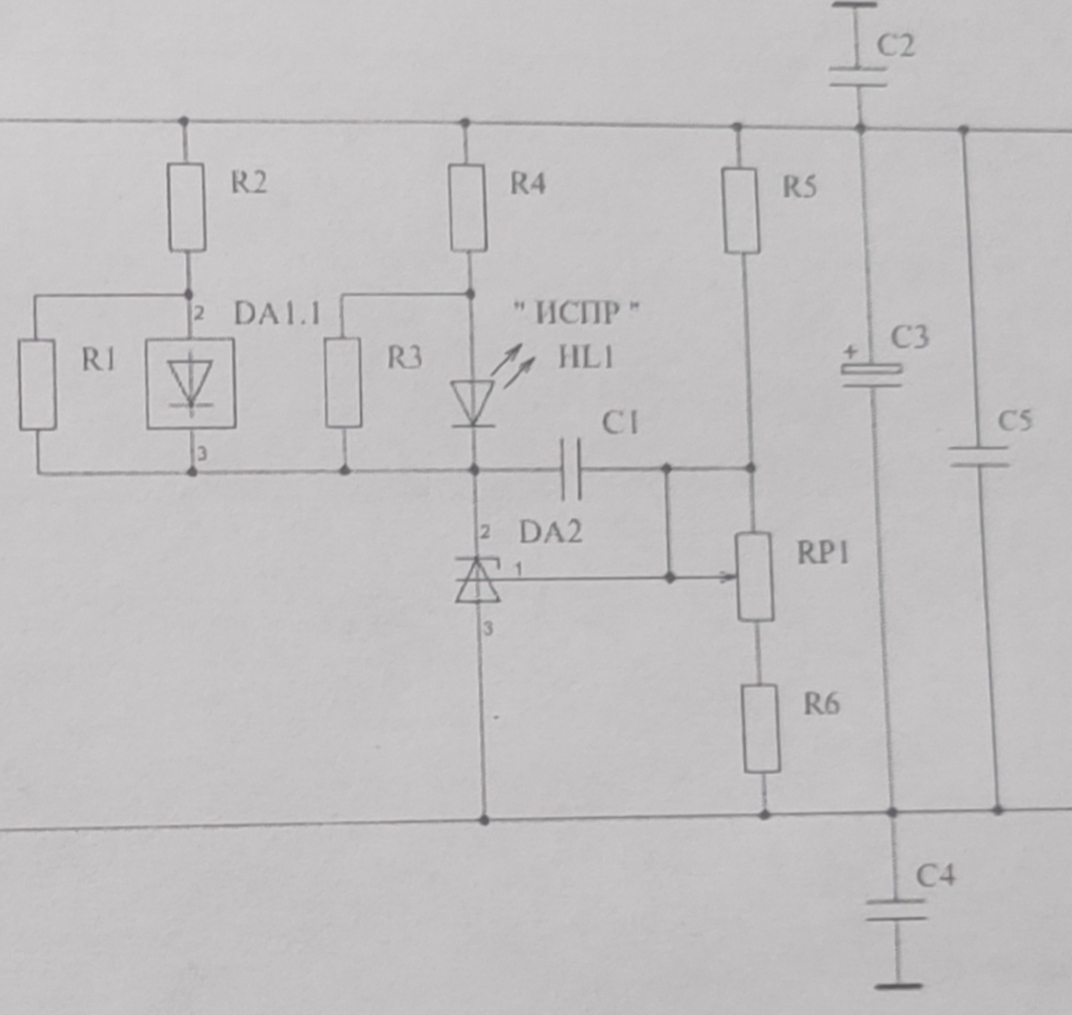 C2
R2
R4
R5
2
DA1.1
" ИСПР "
R1
R3
HL1
+
C3
C1
C5
3
2
DA2
1
RP1
3
R6
C4